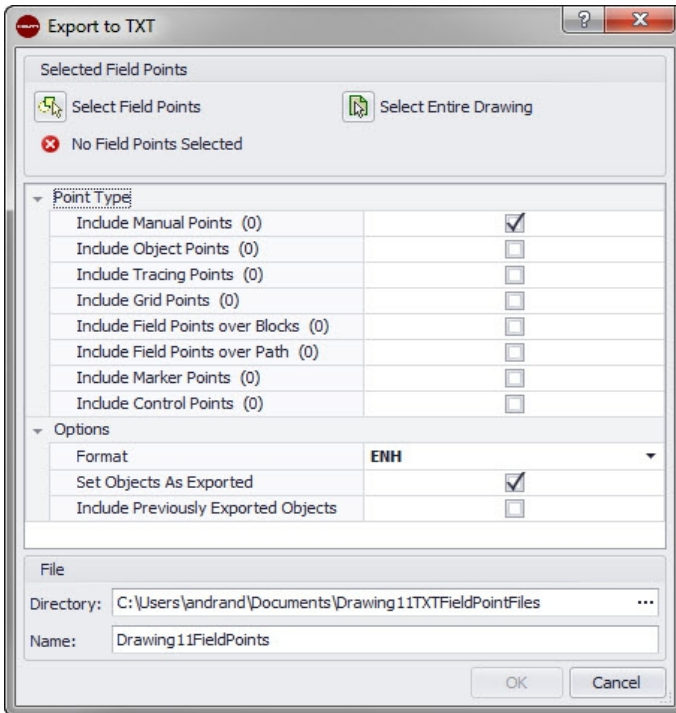 Export to TXT
Selected Field Points
Select Field Points Select Entire Drawing
No Field Points Selected
Point Type
Include Manual Points (0)
Include Object Points (0)
Include Tracing Points (0)
Include Grid Points (0)
Include Field Points over Blocks (0)
Include Field Points over Path (0)
Include Marker Points (0)
Include Control Points (0)
Options
Format ENH
Set Objects As Exported
Include Previously Exported Objects
File
Directory: C:\Users\andrand\Documents\Drawing11TXTFieldPointFiles ...
Name: Drawing11FieldPoints
OK Cancel